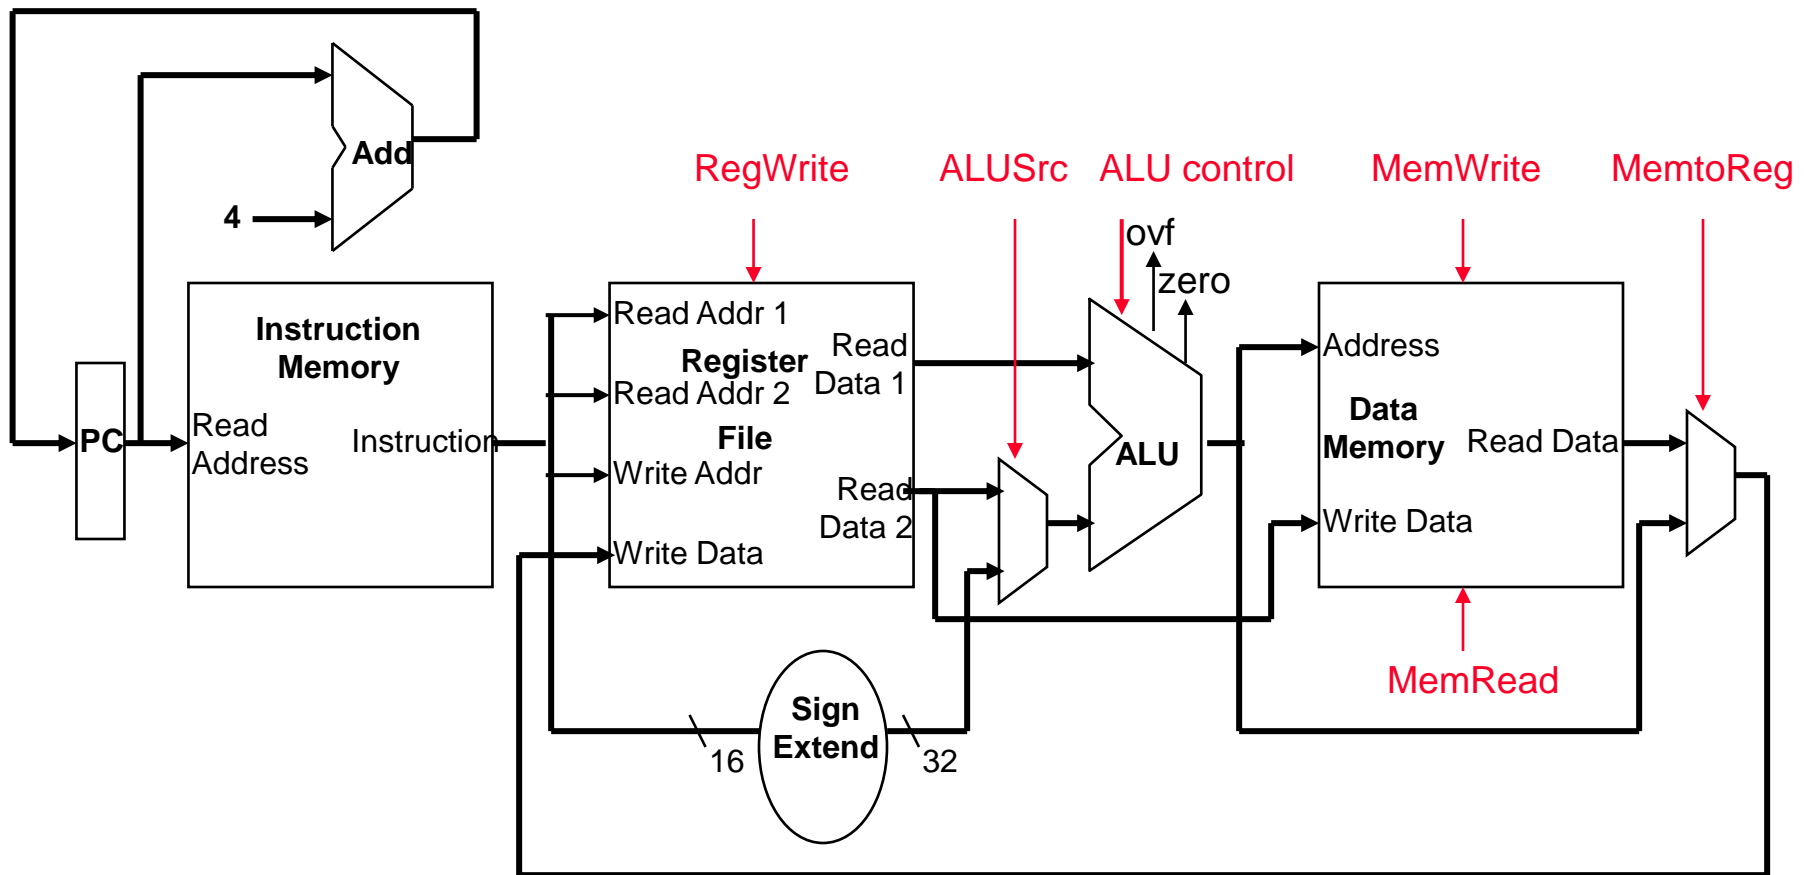 Add
4
RegWrite
ALUSrc
ALU control
MemWrite
MemtoReg
ovf
zero
PC
Instruction
Memory
Read
Address
Instruction
Read Addr 1
Register
Read Addr 2
File
Write Addr
Write Data
Read
Data 1
Read
Data 2
ALU
Address
Data
Memory
Read Data
Write Data
MemRead
Sign
Extend
16
32